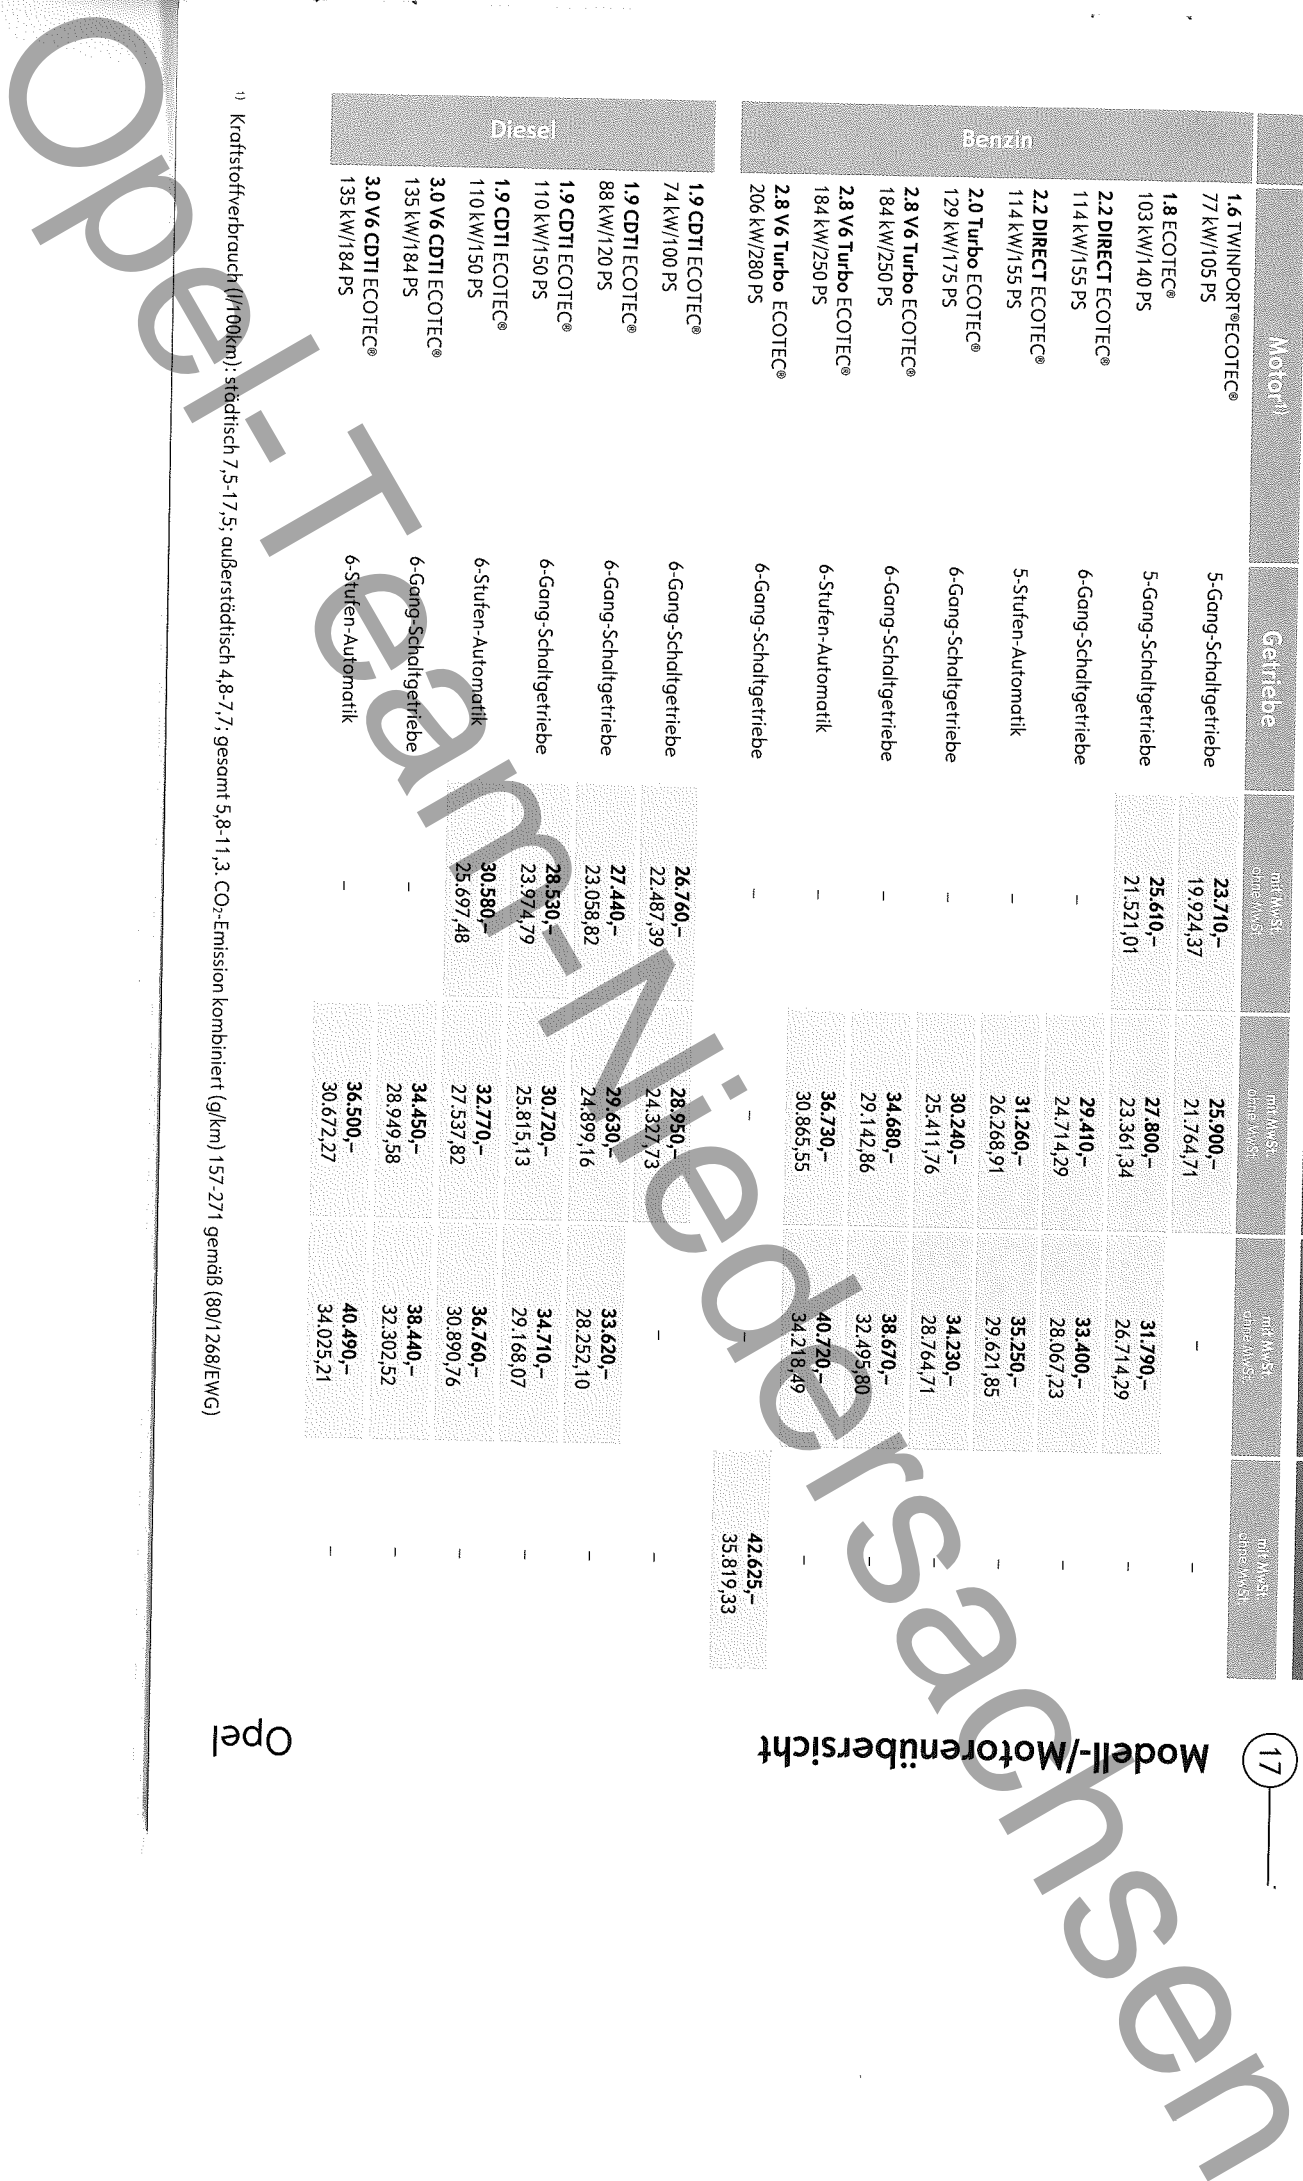 17
Modell-/Motorenübersicht
Motor¹⁾ Getriebe mit MwSt. mit MwSt. mit MwSt. mit MwSt.
ohne MwSt. ohne MwSt. ohne MwSt. ohne MwSt.
Benzin
1.6 TWINPORT®ECOTEC® 5-Gang-Schaltgetriebe 23.710,– 25.900,– – –
77 kW/105 PS 19.924,37 21.764,71
1.8 ECOTEC® 5-Gang-Schaltgetriebe 25.610,– 27.800,– 31.790,– –
103 kW/140 PS 21.521,01 23.361,34 26.714,29
2.2 DIRECT ECOTEC® 6-Gang-Schaltgetriebe – 29.410,– 33.400,– –
114 kW/155 PS 24.714,29 28.067,23
2.2 DIRECT ECOTEC® 5-Stufen-Automatik – 31.260,– 35.250,– –
114 kW/155 PS 26.268,91 29.621,85
2.0 Turbo ECOTEC® 6-Gang-Schaltgetriebe – 30.240,– 34.230,– –
129 kW/175 PS 25.411,76 28.764,71
2.8 V6 Turbo ECOTEC® 6-Gang-Schaltgetriebe – 34.680,– 38.670,– –
184 kW/250 PS 29.142,86 32.495,80
2.8 V6 Turbo ECOTEC® 6-Stufen-Automatik – 36.730,– 40.720,– –
184 kW/250 PS 30.865,55 34.218,49
2.8 V6 Turbo ECOTEC® 6-Gang-Schaltgetriebe – – – 42.625,–
206 kW/280 PS 35.819,33
Diesel
1.9 CDTI ECOTEC® 6-Gang-Schaltgetriebe 26.760,– 28.950,– – –
74 kW/100 PS 22.487,39 24.327,73
1.9 CDTI ECOTEC® 6-Gang-Schaltgetriebe 27.440,– 29.630,– 33.620,– –
88 kW/120 PS 23.058,82 24.899,16 28.252,10
1.9 CDTI ECOTEC® 6-Gang-Schaltgetriebe 28.530,– 30.720,– 34.710,– –
110 kW/150 PS 23.974,79 25.815,13 29.168,07
1.9 CDTI ECOTEC® 6-Stufen-Automatik 30.580,– 32.770,– 36.760,– –
110 kW/150 PS 25.697,48 27.537,82 30.890,76
3.0 V6 CDTI ECOTEC® 6-Gang-Schaltgetriebe – 34.450,– 38.440,– –
135 kW/184 PS 28.949,58 32.302,52
3.0 V6 CDTI ECOTEC® 6-Stufen-Automatik – 36.500,– 40.490,– –
135 kW/184 PS 30.672,27 34.025,21
¹⁾ Kraftstoffverbrauch (l/100km): städtisch 7,5-17,5; außerstädtisch 4,8-7,7; gesamt 5,8-11,3. CO₂-Emission kombiniert (g/km) 157-271 gemäß (80/1268/EWG)
Opel
Opel-Team-Niedersachsen